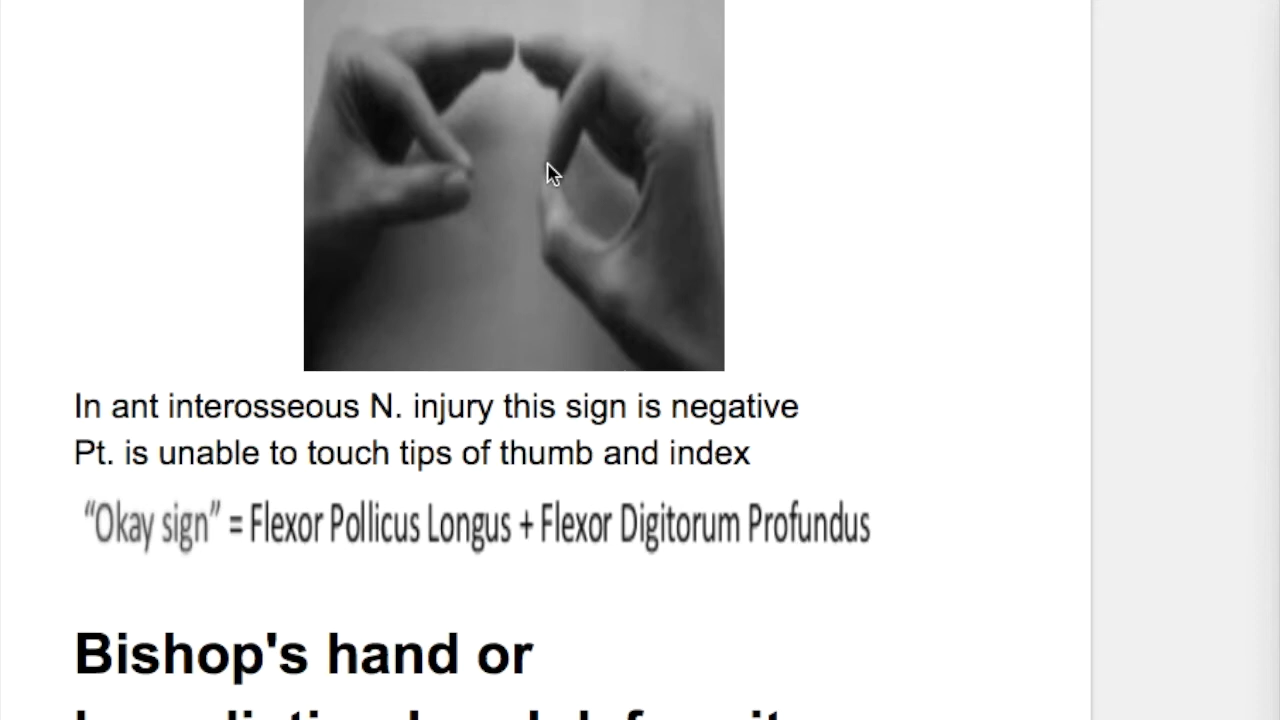 In ant interosseous N. injury this sign is negative
Pt. is unable to touch tips of thumb and index
“Okay sign” = Flexor Pollicus Longus + Flexor Digitorum Profundus
Bishop's hand or